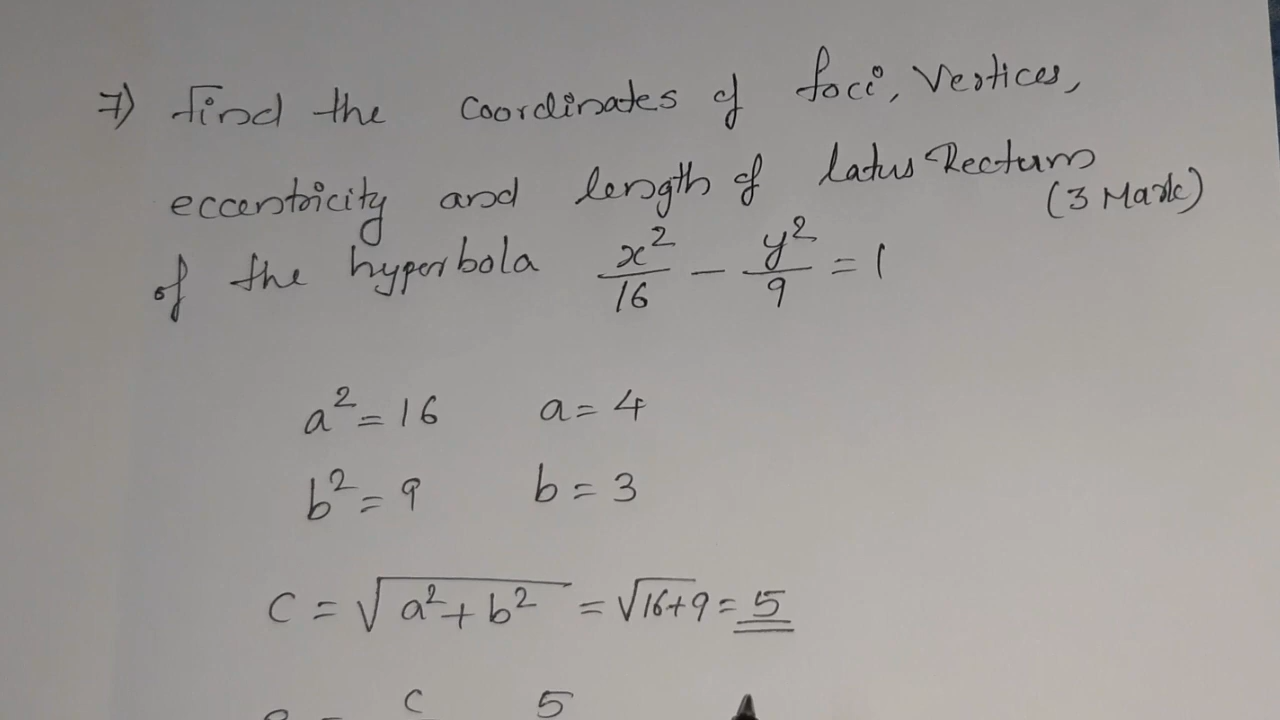 7) Find the coordinates of foci, Vertices,
eccentricity and length of latus Rectum
(3 Mark)
of the hyperbola x²/16 - y²/9 = 1
a² = 16 a = 4
b² = 9 b = 3
C = √(a² + b²) = √16+9 = 5
c 5